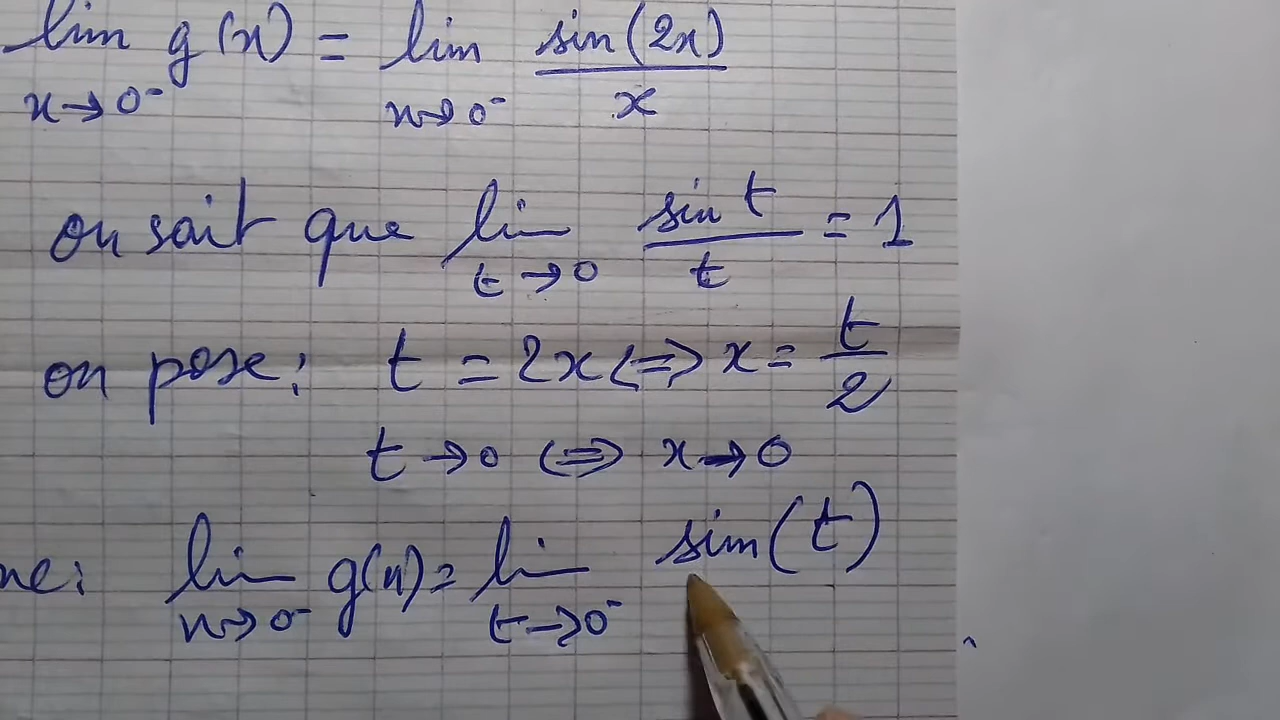 lim g(x) = lim sin(2x)/x
x→0⁻ x→0⁻
on sait que lim sin t/t = 1
t→0
on pose: t = 2x ⇔ x = t/2
t→0 ⇔ x→0
nc: lim g(x) = lim sin(t)
x→0⁻ t→0⁻